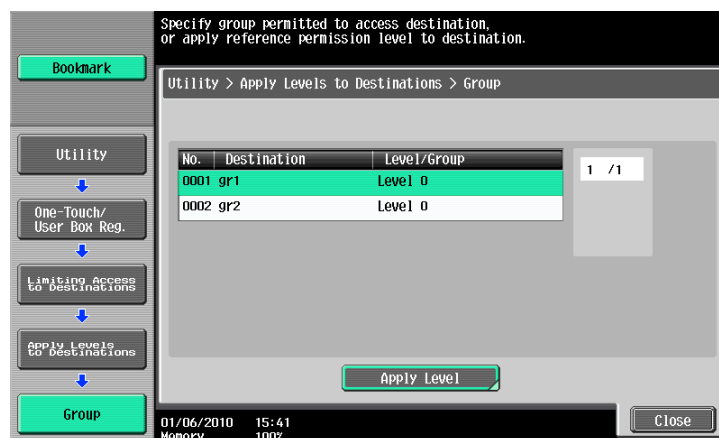 Specify group permitted to access destination,
or apply reference permission level to destination.
Bookmark
Utility > Apply Levels to Destinations > Group
Utility
One-Touch/
User Box Reg.
Limiting Access
to Destinations
Apply Levels
to Destinations
Group
No. Destination Level/Group
0001 gr1 Level 0
0002 gr2 Level 0
1 /1
Apply Level
01/06/2010 15:41
Memory 100%
Close